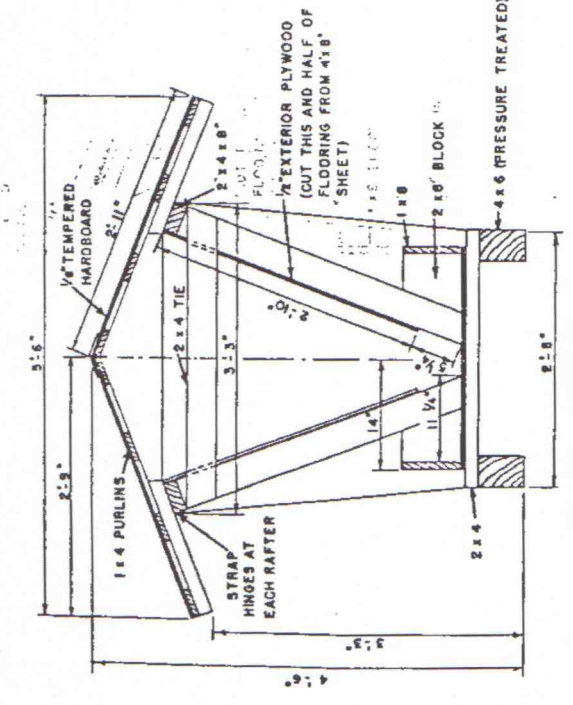 5'-6"
2'-9"
1 x 4 PURLINS
1/8" TEMPERED
HARDBOARD
2'-11"
2 x 4 x 8'
1/2" EXTERIOR PLYWOOD
(CUT THIS AND HALF OF
FLOORING FROM 4'x8'
SHEET)
STRAP
HINGES AT
EACH RAFTER
2 x 4 TIE
3'-3"
2'-10"
1 x 8
2 x 6" BLOCK
4 x 6 (PRESSURE TREATED)
14"
11 1/4"
2 x 4
2'-8"
3'-3"
4'-6"